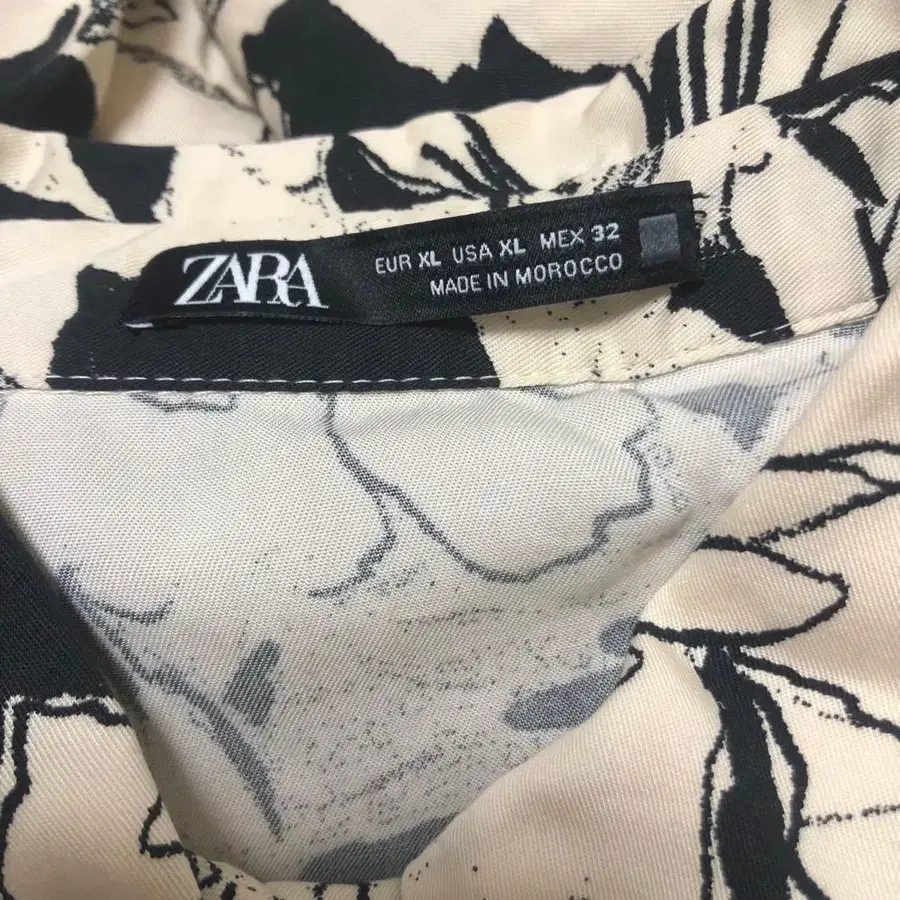 ZARA
EUR XL USA XL MEX 32
MADE IN MOROCCO